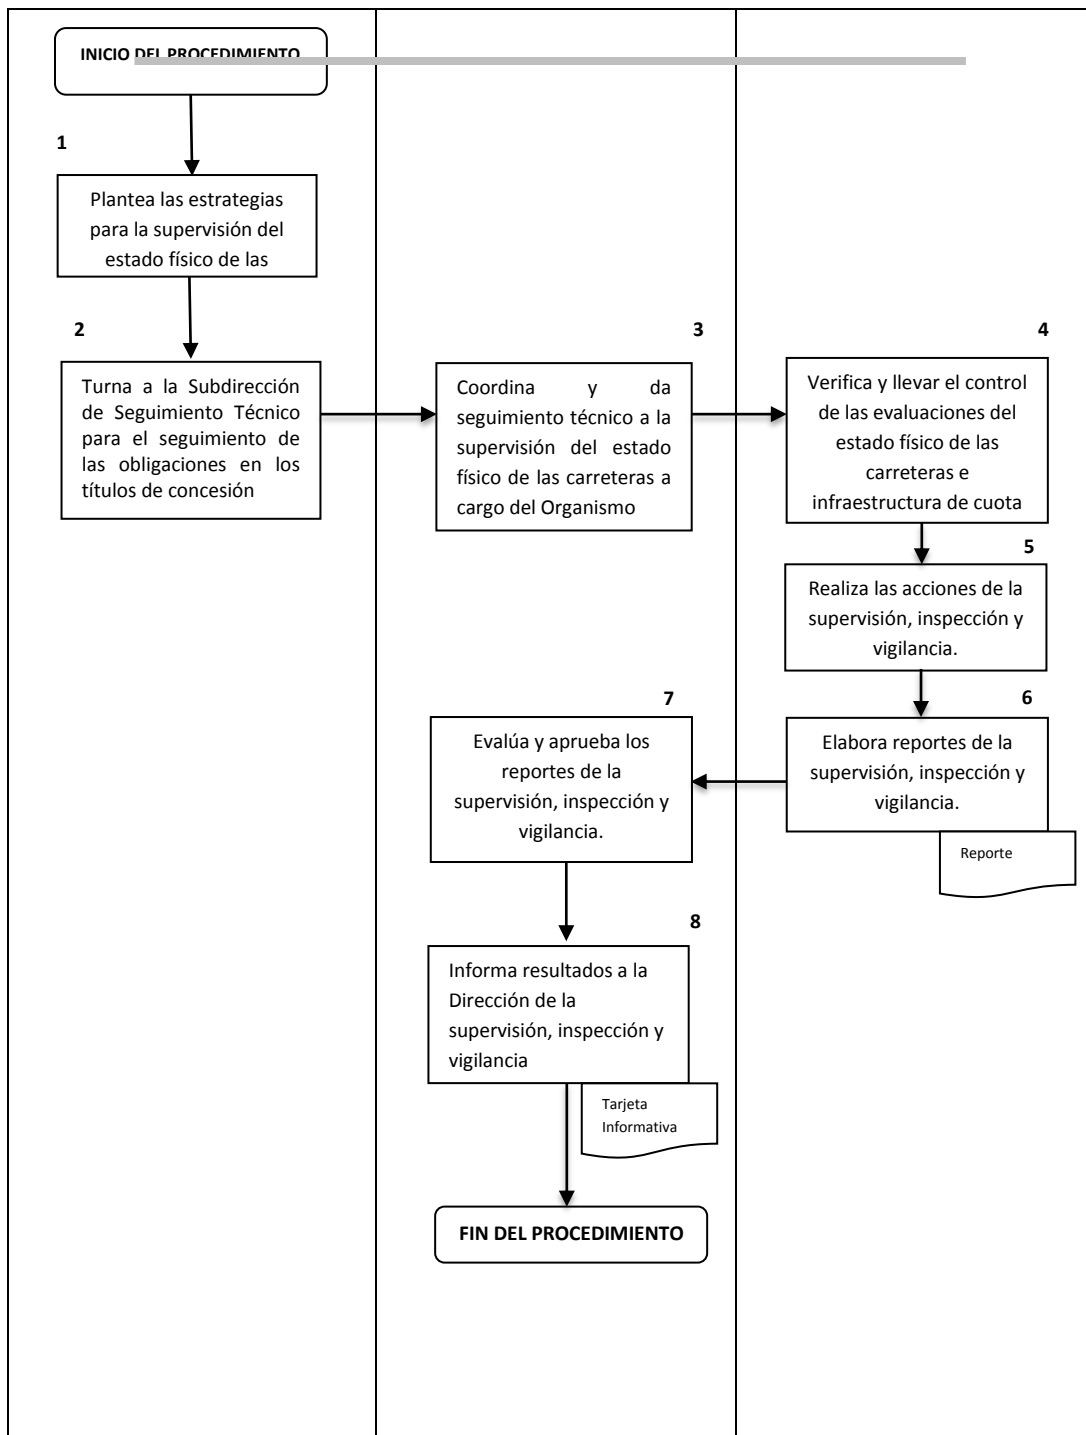 INICIO DEL PROCEDIMIENTO
1
Plantea las estrategias
para la supervisión del
estado físico de las
2
Turna a la Subdirección
de Seguimiento Técnico
para el seguimiento de
las obligaciones en los
títulos de concesión
3
Coordina y da
seguimiento técnico a la
supervisión del estado
físico de las carreteras a
cargo del Organismo
4
Verifica y llevar el control
de las evaluaciones del
estado físico de las
carreteras e
infraestructura de cuota
5
Realiza las acciones de la
supervisión, inspección y
vigilancia.
6
Elabora reportes de la
supervisión, inspección y
vigilancia.
Reporte
7
Evalúa y aprueba los
reportes de la
supervisión, inspección y
vigilancia.
8
Informa resultados a la
Dirección de la
supervisión, inspección y
vigilancia
Tarjeta
Informativa
FIN DEL PROCEDIMIENTO